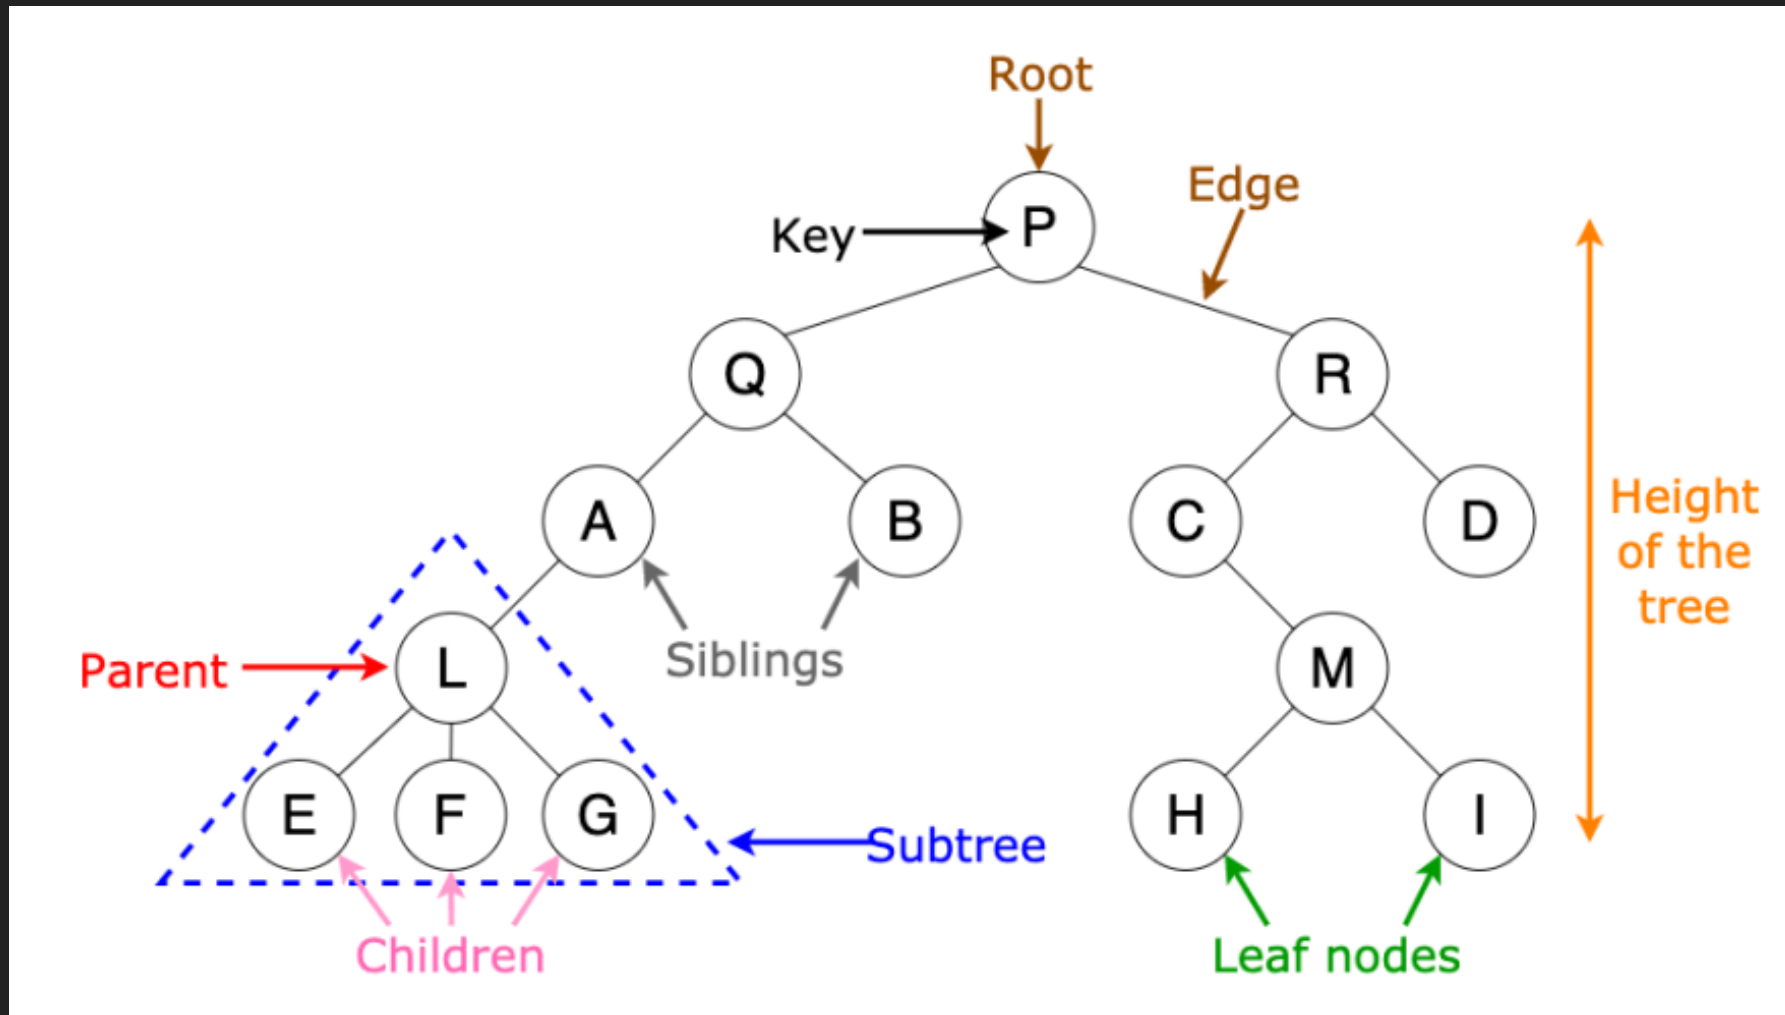 Root
Edge
Key
P
Q
R
A
B
C
D
Height
of the
tree
Siblings
Parent
L
M
E
F
G
H
I
Subtree
Children
Leaf nodes